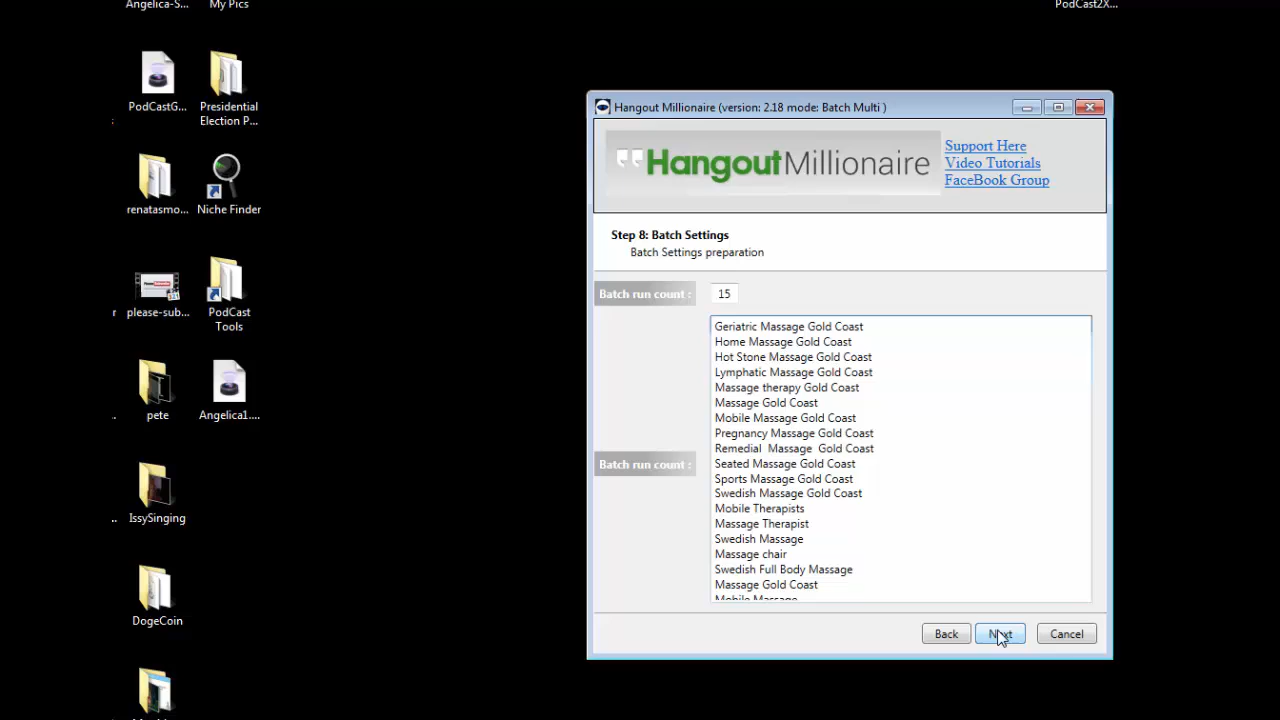 Angelica-S...
My Pics
PodCast2X...
PodCastG...
Presidential
Election P...
renatasmo...
Niche Finder
please-sub...
PodCast
Tools
pete
Angelica1....
IssySinging
DogeCoin
Hangout Millionaire (version: 2.18 mode: Batch Multi )
HangoutMillionaire
Support Here
Video Tutorials
FaceBook Group
Step 8: Batch Settings
Batch Settings preparation
Batch run count : 15
Geriatric Massage Gold Coast
Home Massage Gold Coast
Hot Stone Massage Gold Coast
Lymphatic Massage Gold Coast
Massage therapy Gold Coast
Massage Gold Coast
Mobile Massage Gold Coast
Pregnancy Massage Gold Coast
Remedial  Massage  Gold Coast
Batch run count :
Seated Massage Gold Coast
Sports Massage Gold Coast
Swedish Massage Gold Coast
Mobile Therapists
Massage Therapist
Swedish Massage
Massage chair
Swedish Full Body Massage
Massage Gold Coast
Mobile Massage
Back
Next
Cancel